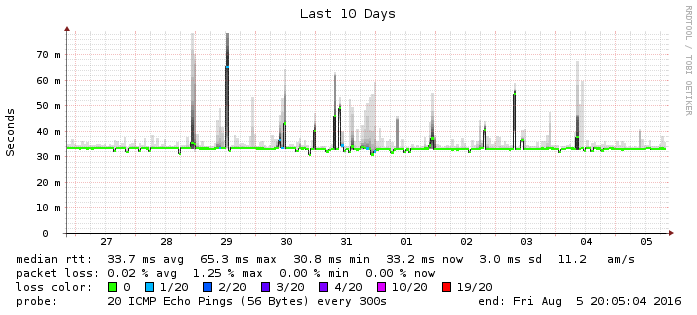 Last 10 Days
RRDTOOL / TOBI OETIKER
Seconds
70 m
60 m
50 m
40 m
30 m
20 m
10 m
0
27 28 29 30 31 01 02 03 04 05
median rtt: 33.7 ms avg 65.3 ms max 30.8 ms min 33.2 ms now 3.0 ms sd 11.2 am/s
packet loss: 0.02 % avg 1.25 % max 0.00 % min 0.00 % now
loss color: 0 1/20 2/20 3/20 4/20 10/20 19/20
probe: 20 ICMP Echo Pings (56 Bytes) every 300s end: Fri Aug 5 20:05:04 2016